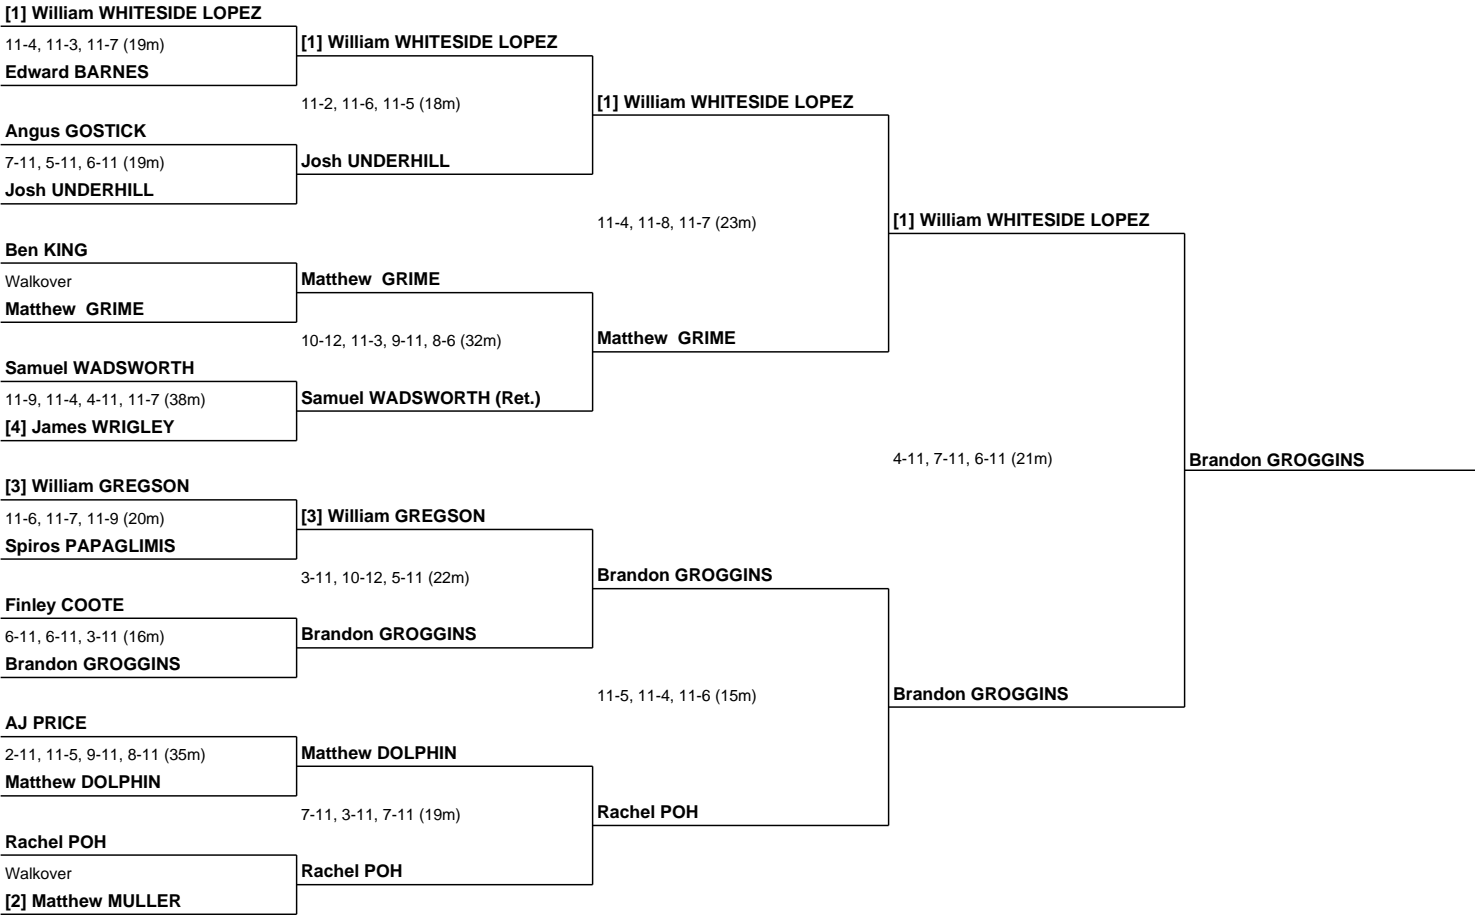 [1] William WHITESIDE LOPEZ
11-4, 11-3, 11-7 (19m)
Edward BARNES
Angus GOSTICK
7-11, 5-11, 6-11 (19m)
Josh UNDERHILL
Ben KING
Walkover
Matthew  GRIME
Samuel WADSWORTH
11-9, 11-4, 4-11, 11-7 (38m)
[4] James WRIGLEY
[3] William GREGSON
11-6, 11-7, 11-9 (20m)
Spiros PAPAGLIMIS
Finley COOTE
6-11, 6-11, 3-11 (16m)
Brandon GROGGINS
AJ PRICE
2-11, 11-5, 9-11, 8-11 (35m)
Matthew DOLPHIN
Rachel POH
Walkover
[2] Matthew MULLER
[1] William WHITESIDE LOPEZ
11-2, 11-6, 11-5 (18m)
Josh UNDERHILL
Matthew  GRIME
10-12, 11-3, 9-11, 8-6 (32m)
Samuel WADSWORTH (Ret.)
[3] William GREGSON
3-11, 10-12, 5-11 (22m)
Brandon GROGGINS
Matthew DOLPHIN
7-11, 3-11, 7-11 (19m)
Rachel POH
[1] William WHITESIDE LOPEZ
11-4, 11-8, 11-7 (23m)
Matthew  GRIME
Brandon GROGGINS
11-5, 11-4, 11-6 (15m)
Rachel POH
[1] William WHITESIDE LOPEZ
4-11, 7-11, 6-11 (21m)
Brandon GROGGINS
Brandon GROGGINS